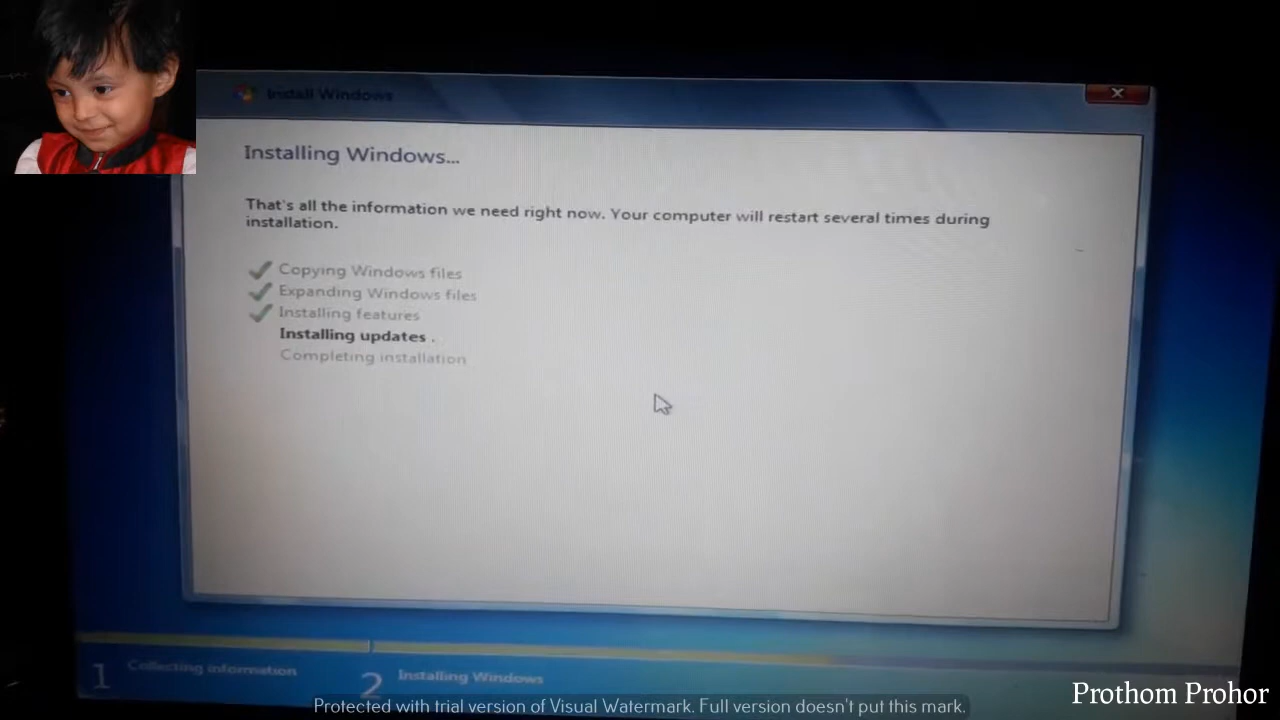 Install Windows
Installing Windows...
That's all the information we need right now. Your computer will restart several times during
installation.
Copying Windows files
Expanding Windows files
Installing features
Installing updates .
Completing installation
1 Collecting information
2 Installing Windows
Protected with trial version of Visual Watermark. Full version doesn't put this mark.
Prothom Prohor